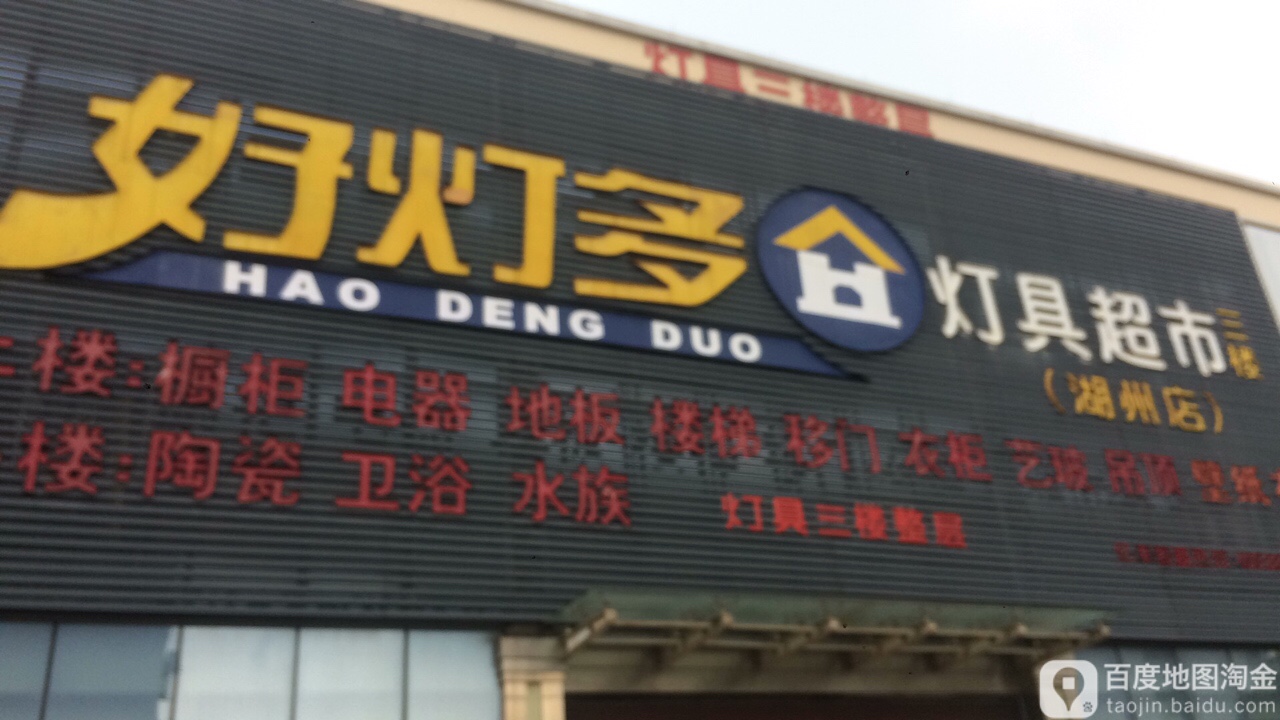 灯具三楼整层
好灯多
HAO DENG DUO
灯具超市
三楼
(湖州店)
楼:橱柜 电器 地板 楼梯 移门 衣柜 艺玻 吊顶 壁纸
楼:陶瓷 卫浴 水族
灯具三楼整层
百度地图淘金
taojin.baidu.com